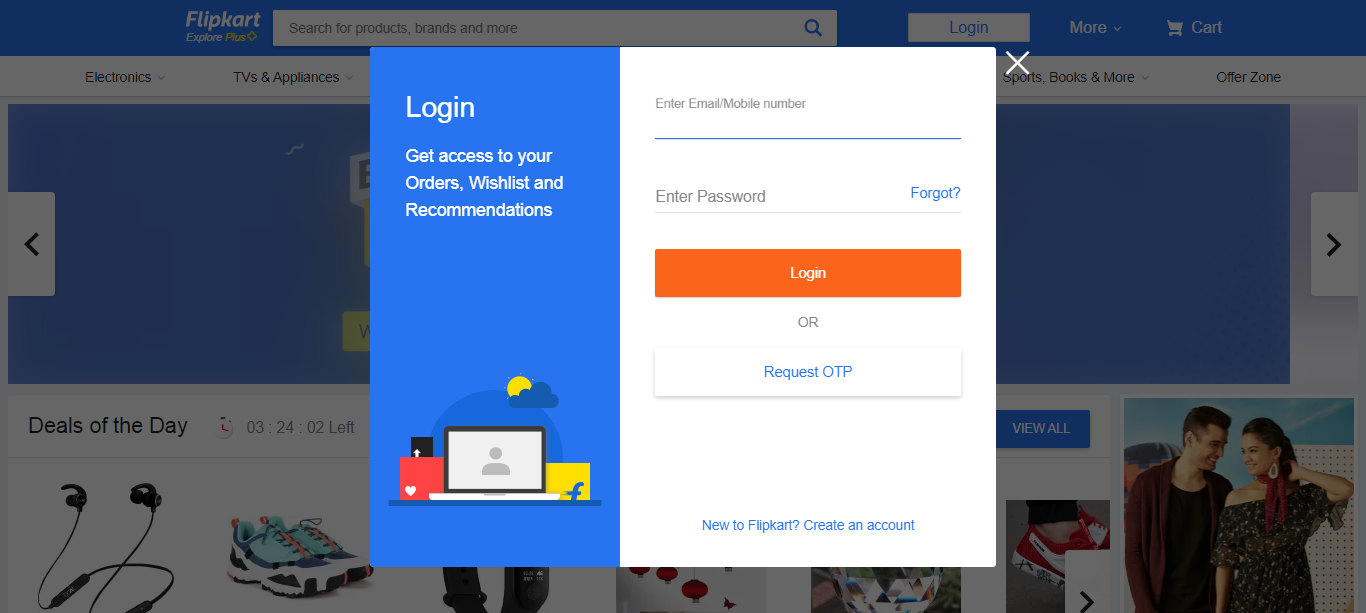 Flipkart
Explore Plus
Search for products, brands and more
Login
More
Cart
Electronics
TVs & Appliances
Sports, Books & More
Offer Zone
Login
Get access to your
Orders, Wishlist and
Recommendations
Enter Email/Mobile number
Enter Password
Forgot?
Login
OR
Request OTP
New to Flipkart? Create an account
Deals of the Day
03 : 24 : 02 Left
VIEW ALL